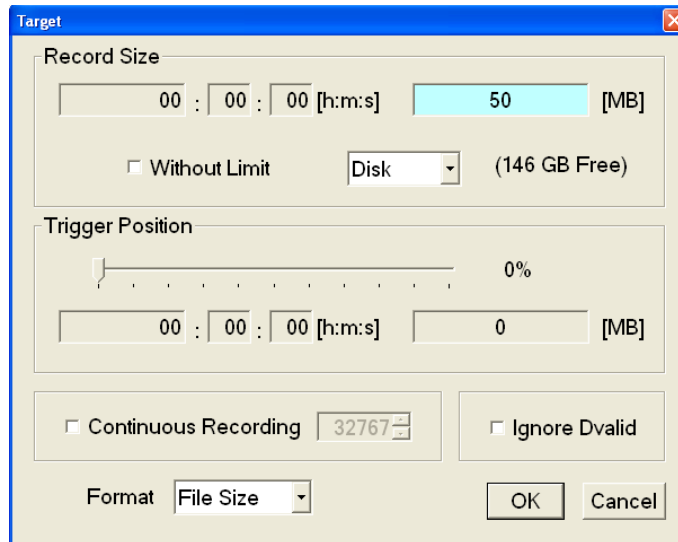 Target
Record Size
00 : 00 : 00 [h:m:s] 50 [MB]
Without Limit Disk (146 GB Free)
Trigger Position
0%
00 : 00 : 00 [h:m:s] 0 [MB]
Continuous Recording 32767 Ignore Dvalid
Format File Size OK Cancel